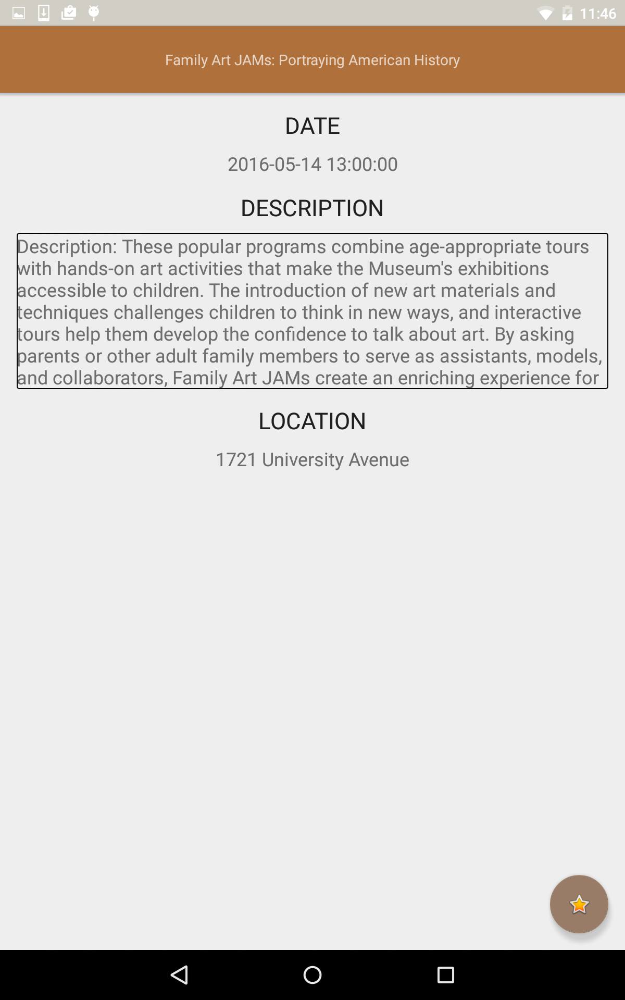 11:46
Family Art JAMs: Portraying American History
DATE
2016-05-14 13:00:00
DESCRIPTION
Description: These popular programs combine age-appropriate tours
with hands-on art activities that make the Museum's exhibitions
accessible to children. The introduction of new art materials and
techniques challenges children to think in new ways, and interactive
tours help them develop the confidence to talk about art. By asking
parents or other adult family members to serve as assistants, models,
and collaborators, Family Art JAMs create an enriching experience for
LOCATION
1721 University Avenue